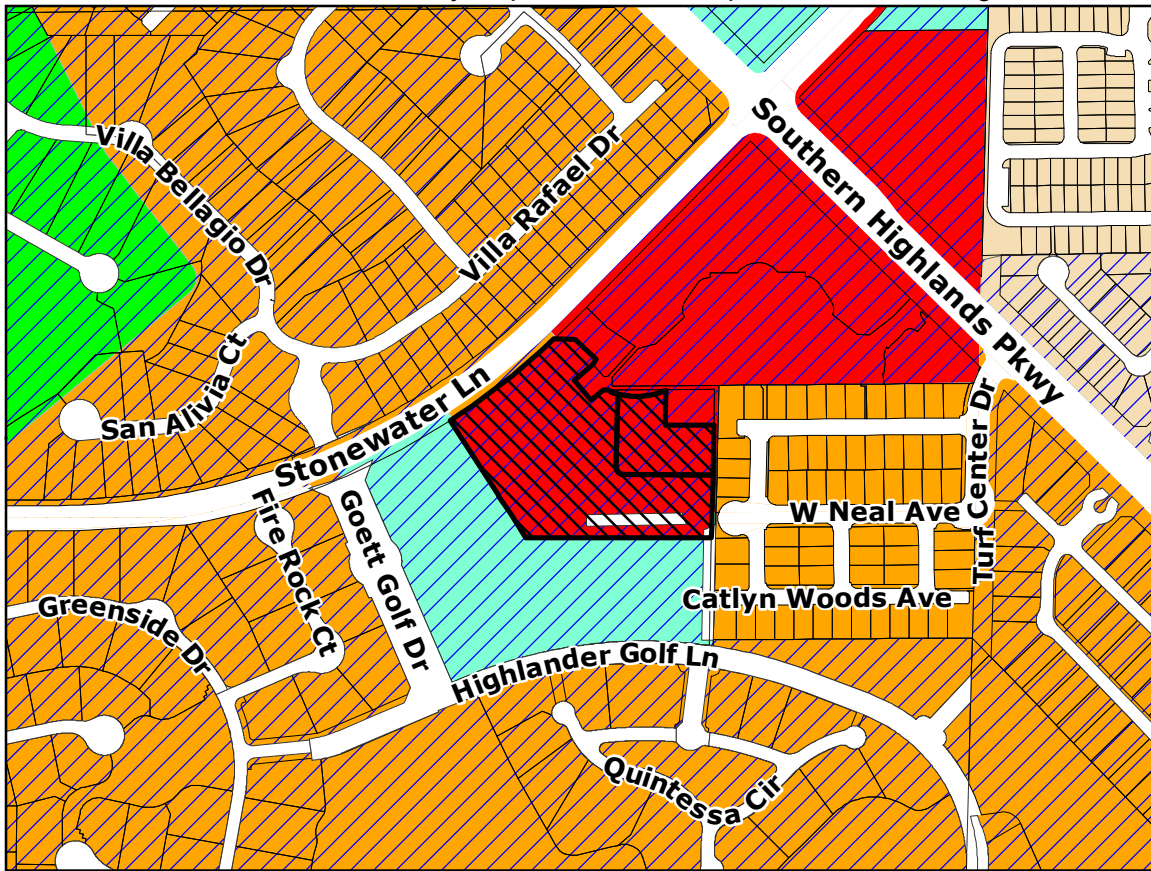 Southern Highlands Pkwy
Villa Bellagio Dr
Villa Rafael Dr
San Alivia Ct
Stonewater Ln
Turf Center Dr
W Neal Ave
Fire Rock Ct
Goett Golf Dr
Catlyn Woods Ave
Greenside Dr
Highlander Golf Ln
Quintessa Cir